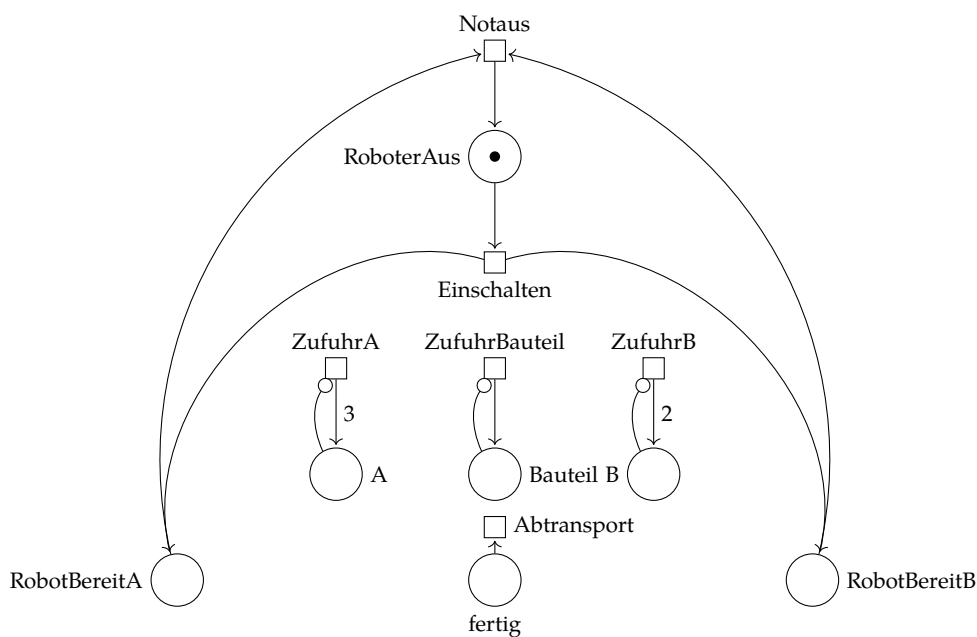 Notaus
RoboterAus
Einschalten
ZufuhrA
ZufuhrBauteil
ZufuhrB
3
2
A
Bauteil B
Abtransport
RobotBereitA
RobotBereitB
fertig